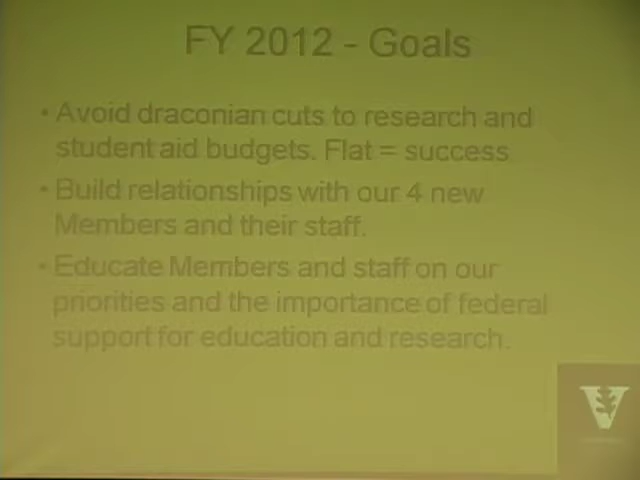 FY 2012 - Goals
• Avoid draconian cuts to research and
student aid budgets. Flat = success
• Build relationships with our 4 new
Members and their staff.
• Educate Members and staff on our
priorities and the importance of federal
support for education and research.
V